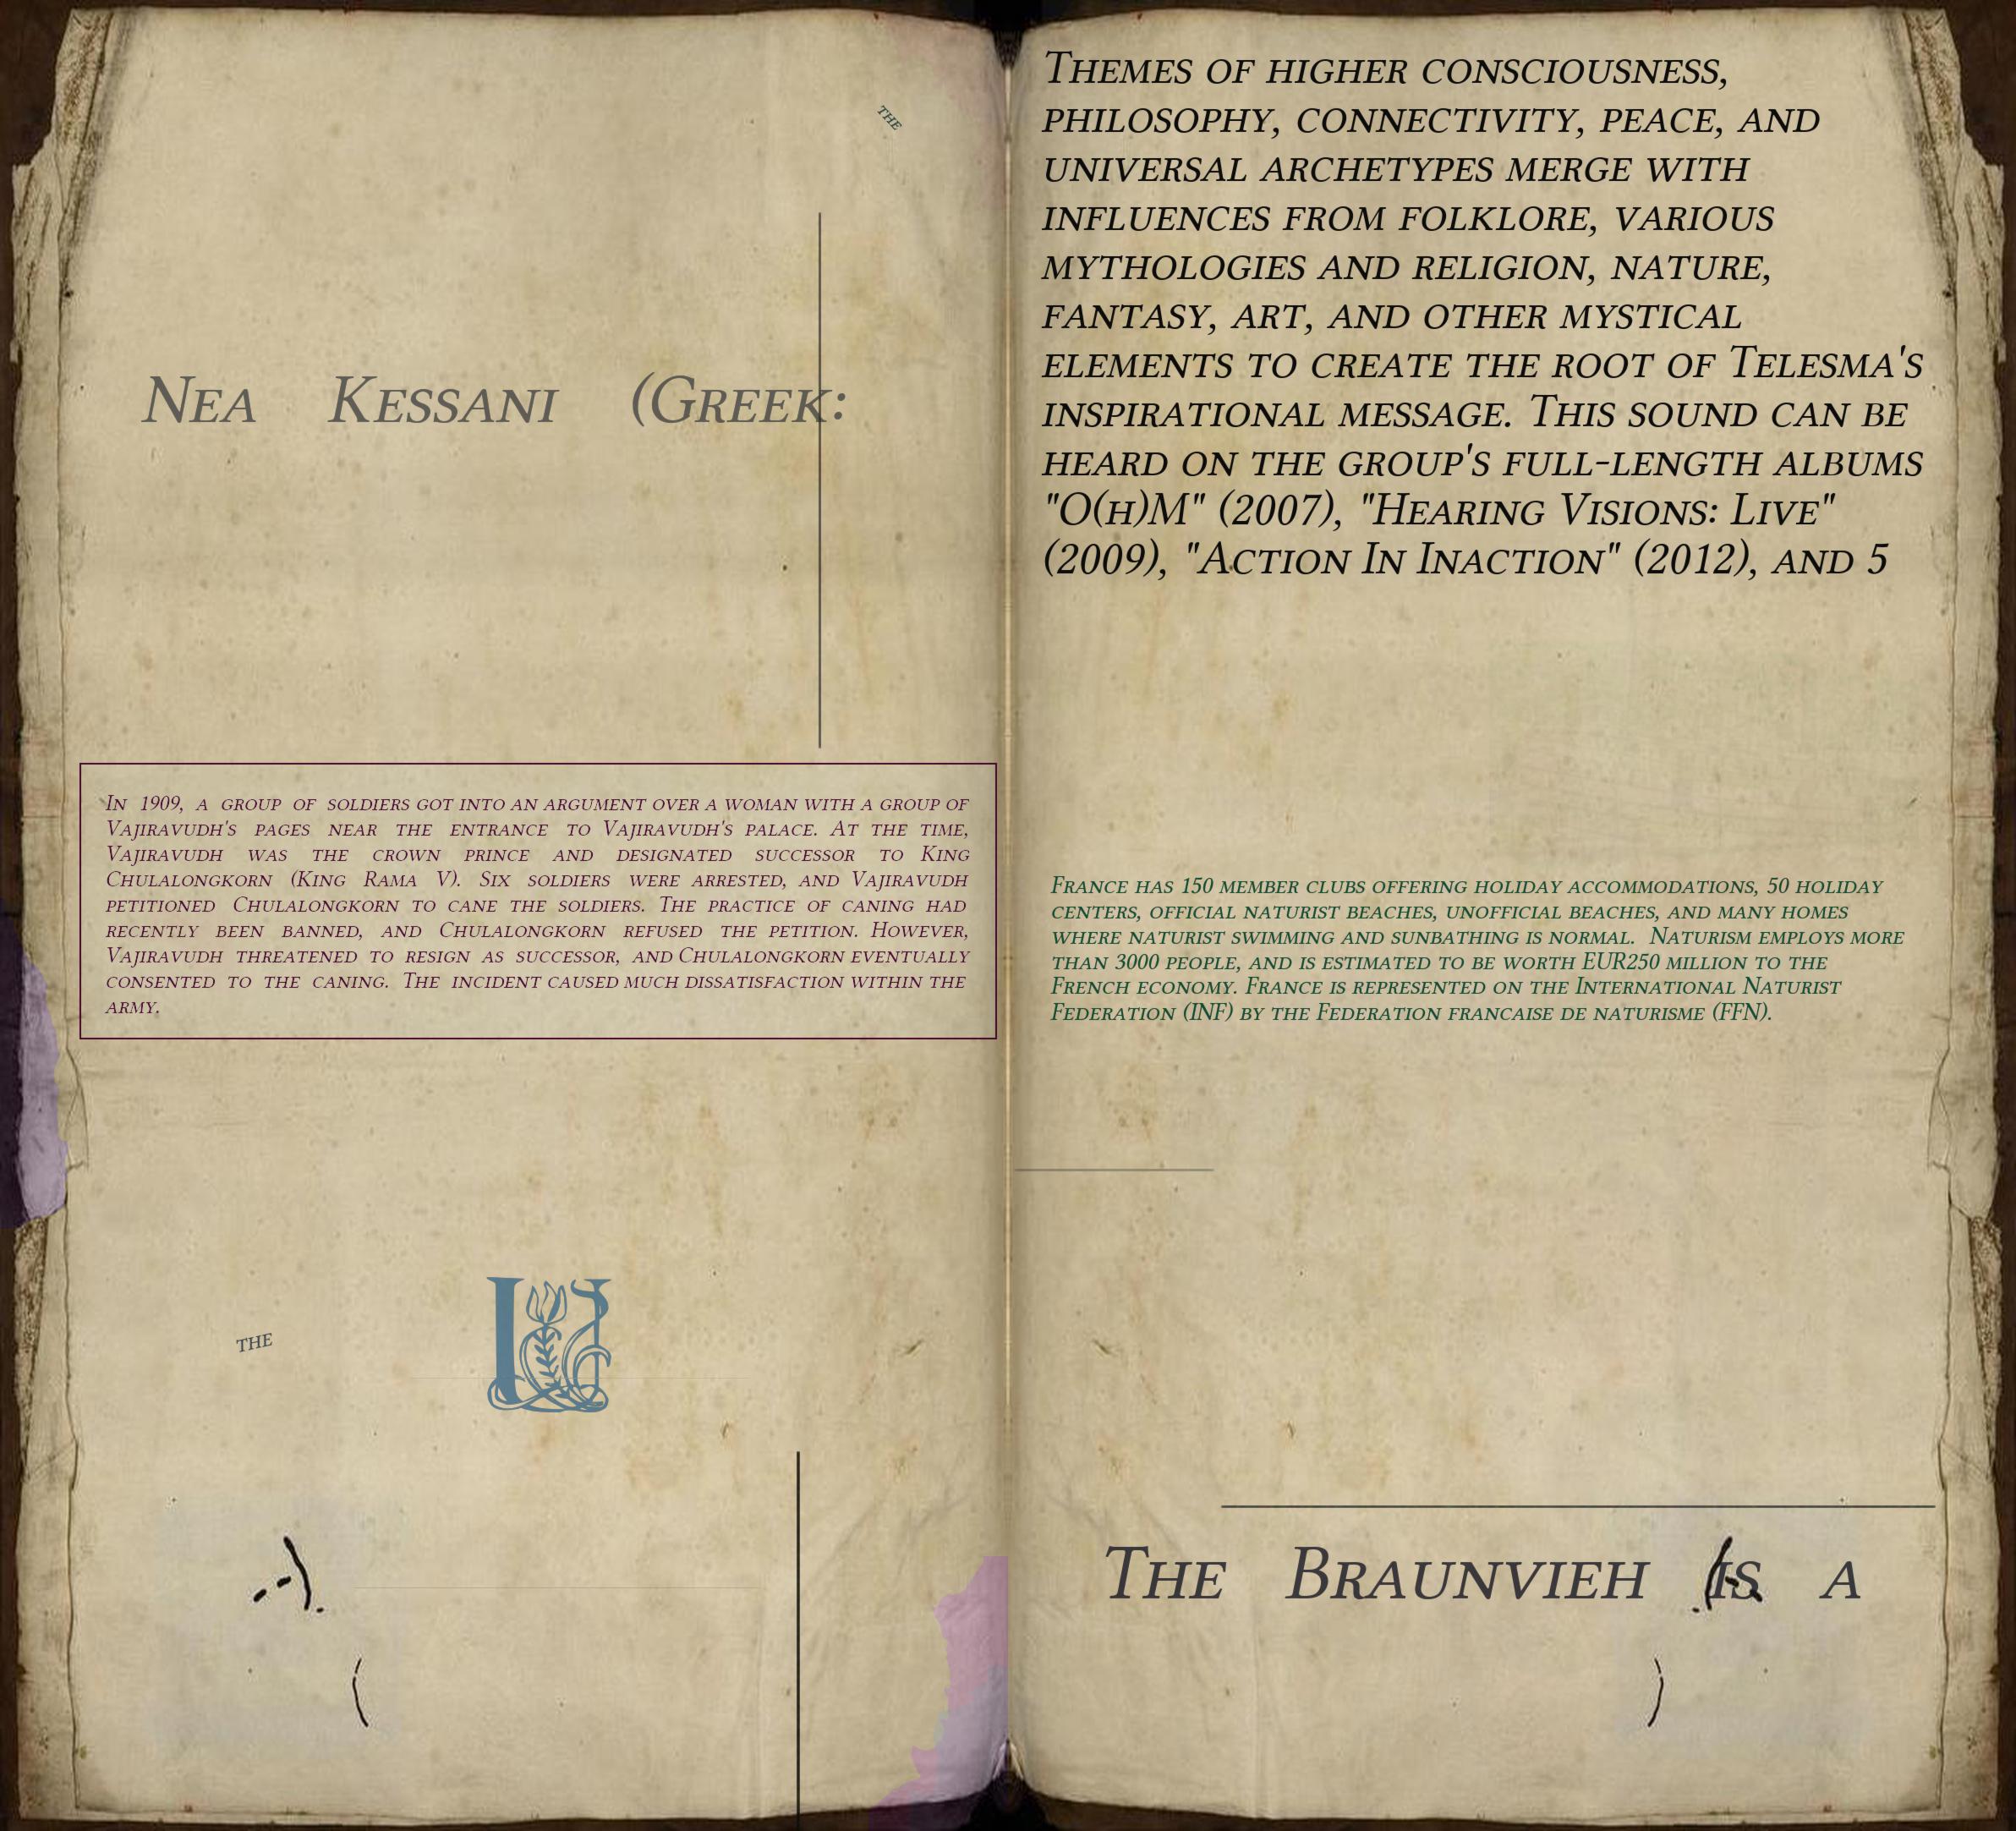 THE
Nea Kessani (Greek:
In 1909, a group of soldiers got into an argument over a woman with a group of
Vajiravudh's pages near the entrance to Vajiravudh's palace. At the time,
Vajiravudh was the crown prince and designated successor to King
Chulalongkorn (King Rama V). Six soldiers were arrested, and Vajiravudh
petitioned Chulalongkorn to cane the soldiers. The practice of caning had
recently been banned, and Chulalongkorn refused the petition. However,
Vajiravudh threatened to resign as successor, and Chulalongkorn eventually
consented to the caning. The incident caused much dissatisfaction within the
army.
the
Themes of higher consciousness,
philosophy, connectivity, peace, and
universal archetypes merge with
influences from folklore, various
mythologies and religion, nature,
fantasy, art, and other mystical
elements to create the root of Telesma's
inspirational message. This sound can be
heard on the group's full-length albums
"O(h)M" (2007), "Hearing Visions: Live"
(2009), "Action In Inaction" (2012), and 5
France has 150 member clubs offering holiday accommodations, 50 holiday
centers, official naturist beaches, unofficial beaches, and many homes
where naturist swimming and sunbathing is normal. Naturism employs more
than 3000 people, and is estimated to be worth EUR250 million to the
French economy. France is represented on the International Naturist
Federation (INF) by the Federation francaise de naturisme (FFN).
The Braunvieh is a